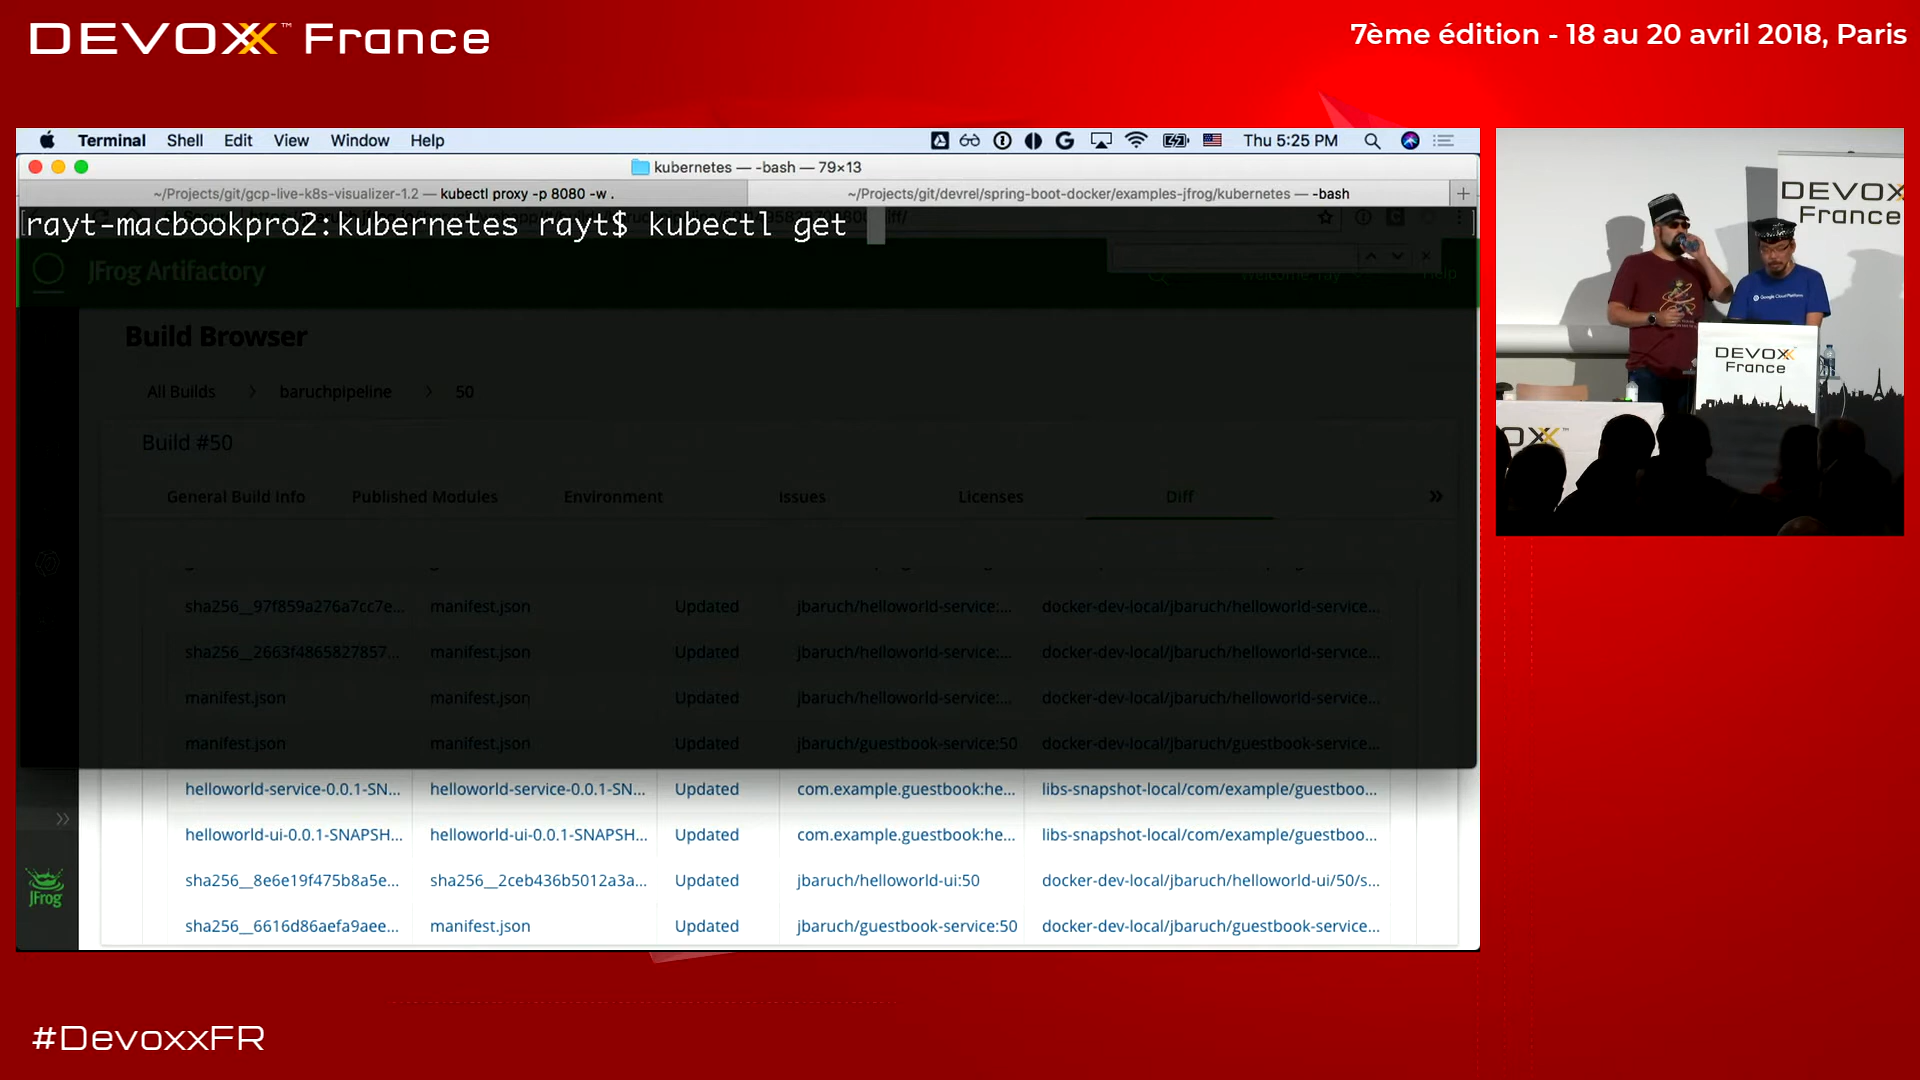 DEVOXX™ France
7ème édition - 18 au 20 avril 2018, Paris
Terminal Shell Edit View Window Help
Thu 5:25 PM
kubernetes — -bash — 79×13
~/Projects/git/gcp-live-k8s-visualizer-1.2 — kubectl proxy -p 8080 -w .
~/Projects/git/devrel/spring-boot-docker/examples-jfrog/kubernetes — -bash
rayt-macbookpro2:kubernetes rayt$ kubectl get
JFrog Artifactory
Welcome, ray
Help
Build Browser
All Builds > baruchpipeline > 50
Build #50
General Build Info Published Modules Environment Issues Licenses Diff »
sha256__97f859a276a7cc7e... manifest.json Updated jbaruch/helloworld-service:... docker-dev-local/jbaruch/helloworld-service...
sha256__2663f4865827857... manifest.json Updated jbaruch/helloworld-service:... docker-dev-local/jbaruch/helloworld-service...
manifest.json manifest.json Updated jbaruch/helloworld-service:... docker-dev-local/jbaruch/helloworld-service...
manifest.json manifest.json Updated jbaruch/guestbook-service:50 docker-dev-local/jbaruch/guestbook-service...
helloworld-service-0.0.1-SN... helloworld-service-0.0.1-SN... Updated com.example.guestbook:he... libs-snapshot-local/com/example/guestboo...
helloworld-ui-0.0.1-SNAPSH... helloworld-ui-0.0.1-SNAPSH... Updated com.example.guestbook:he... libs-snapshot-local/com/example/guestboo...
sha256__8e6e19f475b8a5e... sha256__2ceb436b5012a3a... Updated jbaruch/helloworld-ui:50 docker-dev-local/jbaruch/helloworld-ui/50/s...
sha256__6616d86aefa9aee... manifest.json Updated jbaruch/guestbook-service:50 docker-dev-local/jbaruch/guestbook-service...
JFrog
DEVOXX
France
Google Cloud Platform
DEVOXX
France
OXX™
#DevoxxFR